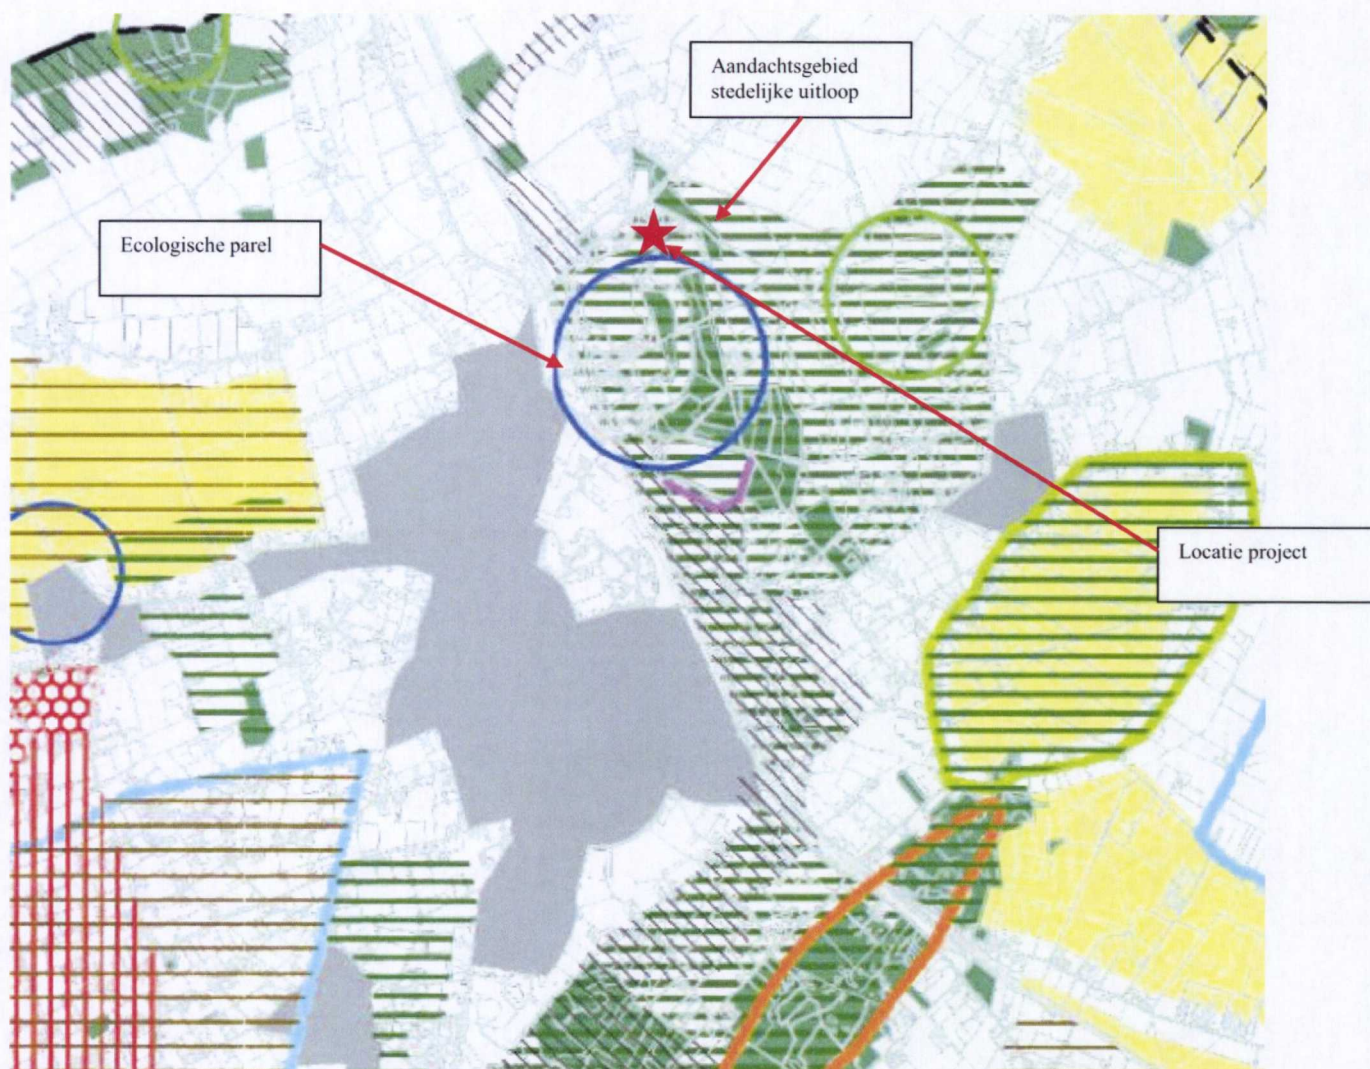 Aandachtsgebied
stedelijke uitloop
Ecologische parel
Locatie project